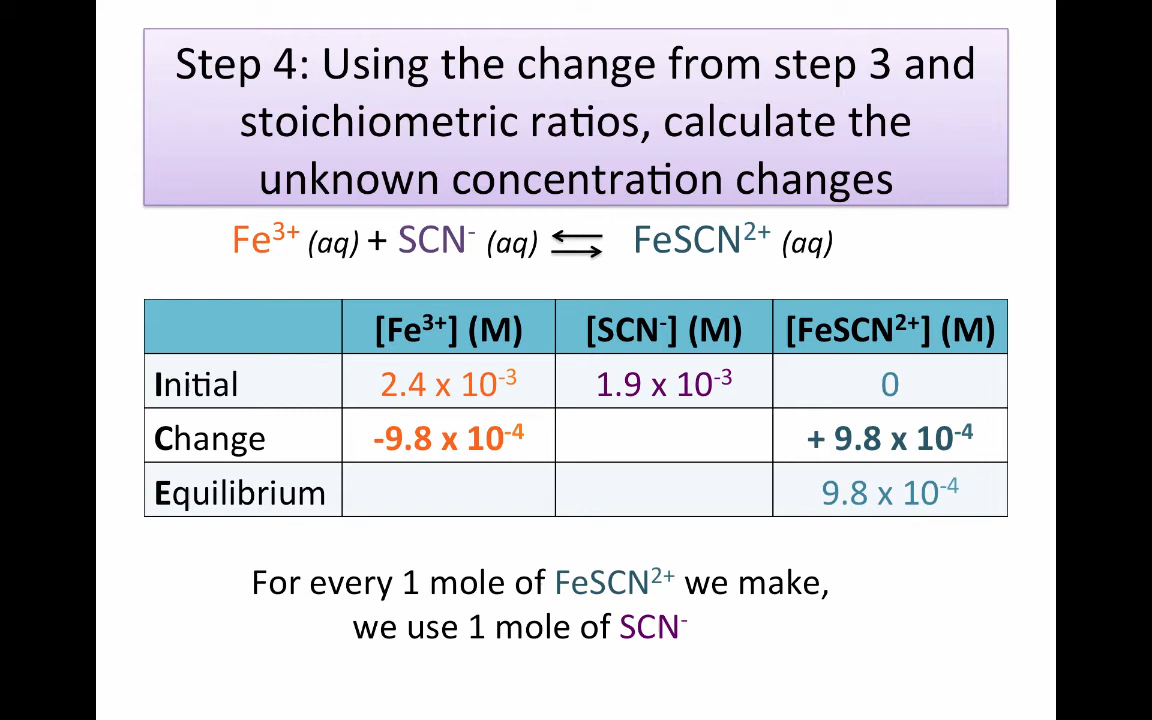 Step 4: Using the change from step 3 and
stoichiometric ratios, calculate the
unknown concentration changes
Fe³⁺ (aq) + SCN⁻ (aq) ⇌ FeSCN²⁺ (aq)
[Fe³⁺] (M) [SCN⁻] (M) [FeSCN²⁺] (M)
Initial 2.4 x 10⁻³ 1.9 x 10⁻³ 0
Change -9.8 x 10⁻⁴ + 9.8 x 10⁻⁴
Equilibrium 9.8 x 10⁻⁴
For every 1 mole of FeSCN²⁺ we make,
we use 1 mole of SCN⁻